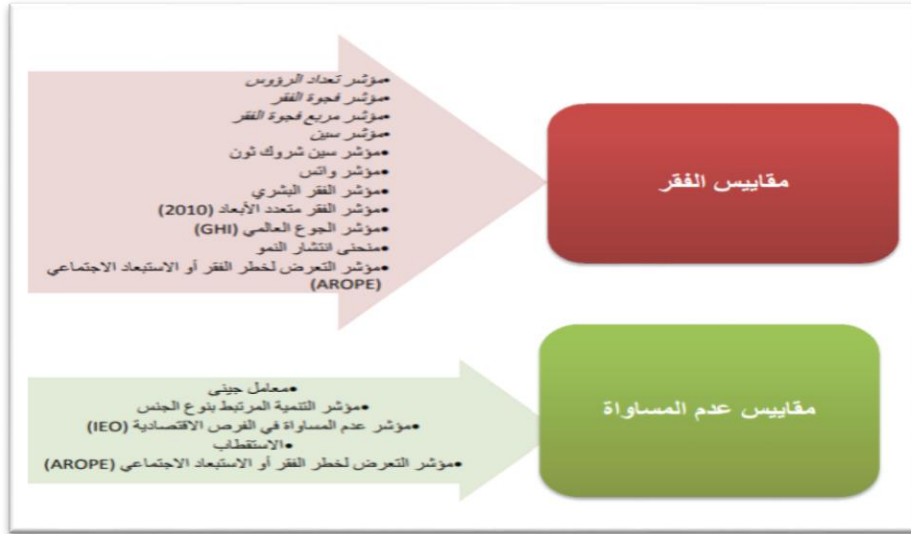 مقاييس الفقر
•مؤشر تعداد الرؤوس
•مؤشر فجوة الفقر
•مؤشر مربع فجوة الفقر
•مؤشر سين
•مؤشر سين شروك ثون
•مؤشر واتس
•مؤشر الفقر البشري
•مؤشر الفقر متعدد الأبعاد (2010)
•مؤشر الجوع العالمي (GHI)
•منحنى انتشار النمو
•مؤشر التعرض لخطر الفقر أو الاستبعاد الاجتماعي
(AROPE)
مقاييس عدم المساواة
•معامل جيني
•مؤشر التنمية المرتبط بنوع الجنس
•مؤشر عدم المساواة في الفرص الاقتصادية (IEO)
•الاستقطاب
•مؤشر التعرض لخطر الفقر أو الاستبعاد الاجتماعي (AROPE)